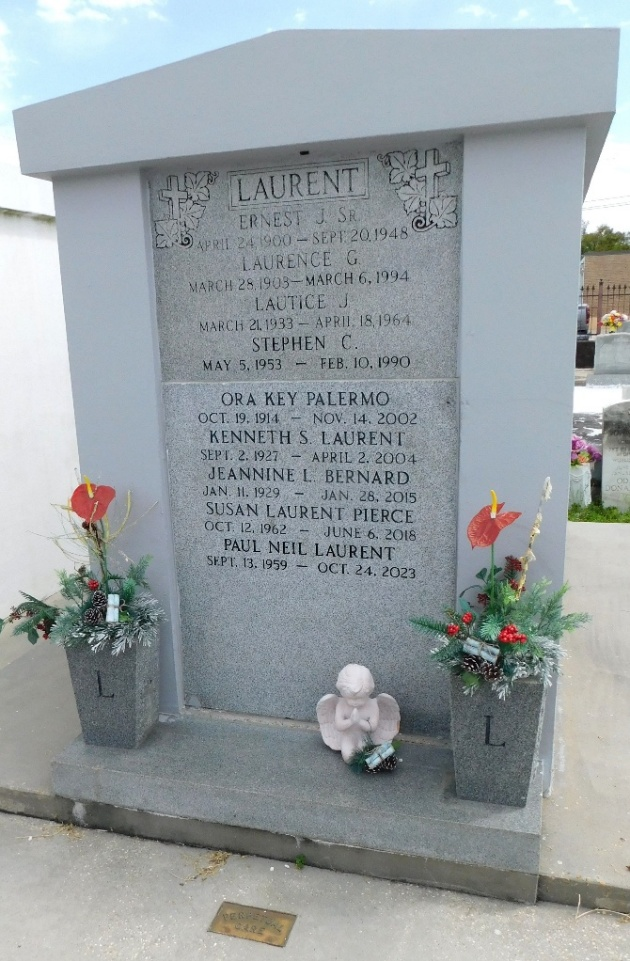 LAURENT
ERNEST J. SR.
APRIL 24, 1900 — SEPT. 20, 1948
LAURENCE G.
MARCH 28, 1903 — MARCH 6, 1994
LAUTICE J.
MARCH 21, 1933 — APRIL 18, 1964
STEPHEN C.
MAY 5, 1953 — FEB. 10, 1990
ORA KEY PALERMO
OCT. 19, 1914 — NOV. 14, 2002
KENNETH S. LAURENT
SEPT. 2, 1927 — APRIL 2, 2004
JEANNINE L. BERNARD
JAN. 11, 1929 — JAN. 28, 2015
SUSAN LAURENT PIERCE
OCT. 12, 1962 — JUNE 6, 2018
PAUL NEIL LAURENT
SEPT. 13, 1959 — OCT. 24, 2023
L
L
PERPETUAL
CARE